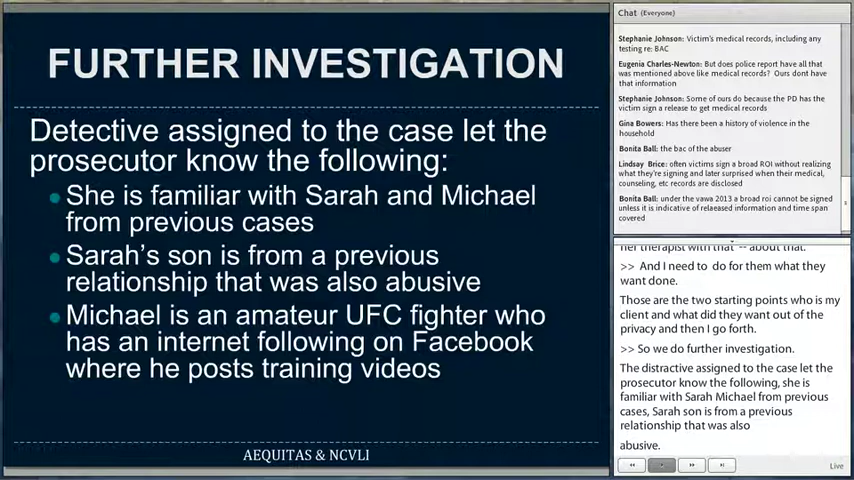 FURTHER INVESTIGATION
Detective assigned to the case let the
prosecutor know the following:
She is familiar with Sarah and Michael
from previous cases
Sarah's son is from a previous
relationship that was also abusive
Michael is an amateur UFC fighter who
has an internet following on Facebook
where he posts training videos
AEQUITAS & NCVLI
Chat (Everyone)
Stephanie Johnson: Victim's medical records, including any
testing re: BAC
Eugenia Charles-Newton: But does police report have all that
was mentioned above like medical records? Ours dont have
that information
Stephanie Johnson: Some of ours do because the PD has the
victim sign a release to get medical records
Gina Bowers: Has there been a history of violence in the
household
Bonita Ball: the bac of the abuser
Lindsay Brice: often victims sign a broad ROI without realizing
what they're signing and later surprised when their medical,
counseling, etc records are disclosed
Bonita Ball: under the vawa 2013 a broad roi cannot be signed
unless it is indicative of relaeased information and time span
covered
her therapist with that -- about that.
>> And I need to do for them what they
want done.
Those are the two starting points who is my
client and what did they want out of the
privacy and then I go forth.
>> So we do further investigation.
The distractive assigned to the case let the
prosecutor know the following, she is
familiar with Sarah Michael from previous
cases, Sarah son is from a previous
relationship that was also
abusive.
Live